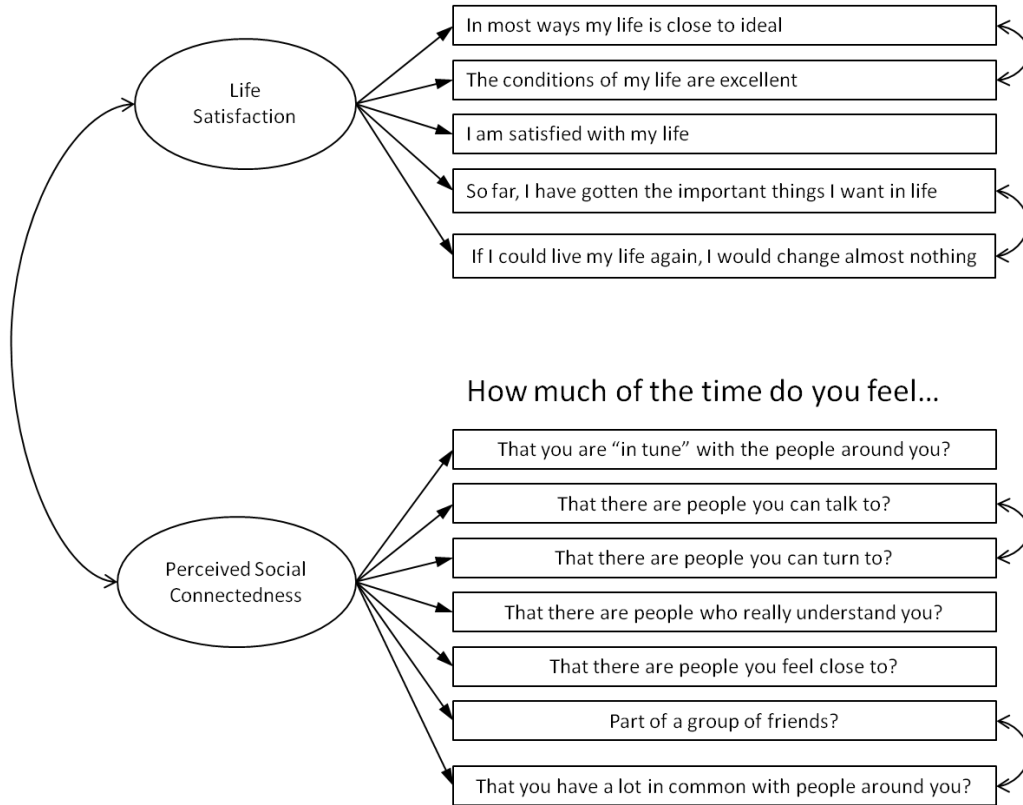 Life
Satisfaction
In most ways my life is close to ideal
The conditions of my life are excellent
I am satisfied with my life
So far, I have gotten the important things I want in life
If I could live my life again, I would change almost nothing
How much of the time do you feel...
Perceived Social
Connectedness
That you are “in tune” with the people around you?
That there are people you can talk to?
That there are people you can turn to?
That there are people who really understand you?
That there are people you feel close to?
Part of a group of friends?
That you have a lot in common with people around you?